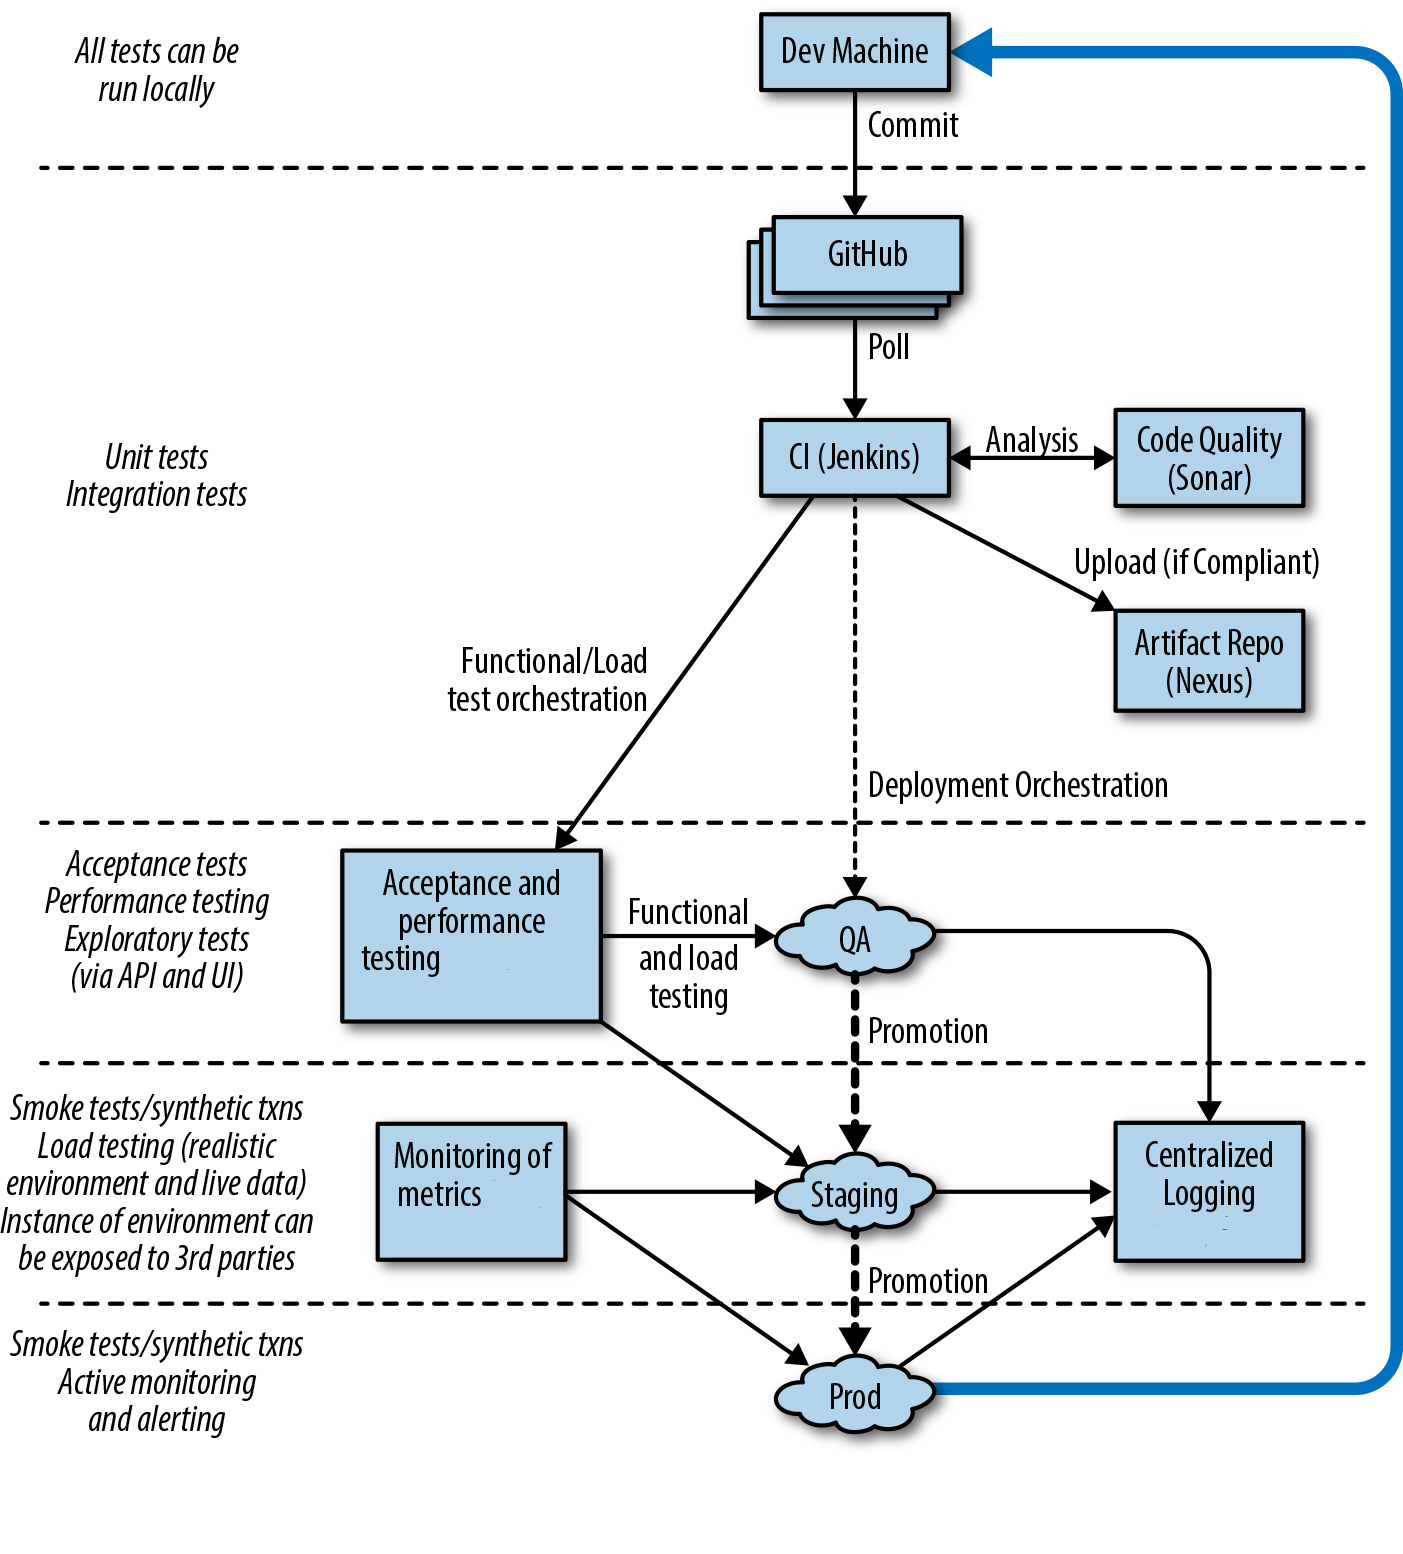 All tests can be
run locally
Dev Machine
Commit
GitHub
Poll
Unit tests
Integration tests
CI (Jenkins)
Analysis
Code Quality
(Sonar)
Upload (if Compliant)
Artifact Repo
(Nexus)
Functional/Load
test orchestration
Deployment Orchestration
Acceptance tests
Performance testing
Exploratory tests
(via API and UI)
Acceptance and
performance
testing
Functional
and load
testing
QA
Promotion
Smoke tests/synthetic txns
Load testing (realistic
environment and live data)
Instance of environment can
be exposed to 3rd parties
Monitoring of
metrics
Staging
Centralized
Logging
Promotion
Smoke tests/synthetic txns
Active monitoring
and alerting
Prod